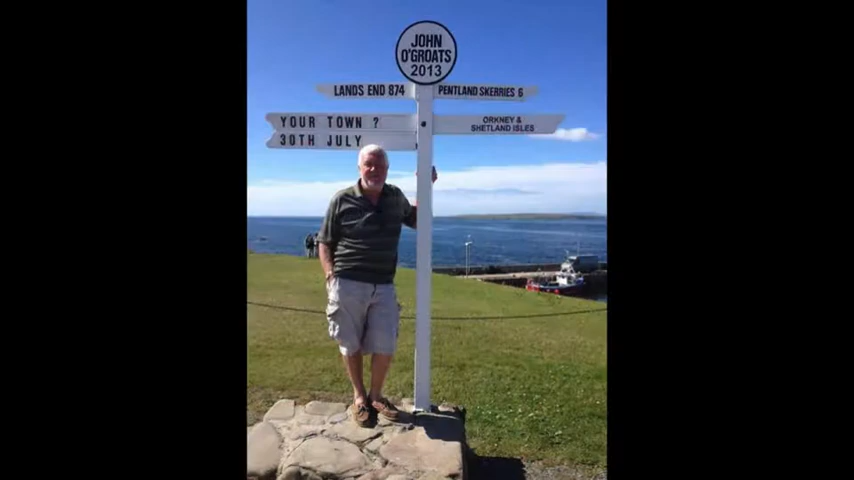 JOHN
O'GROATS
2013
LANDS END 874
PENTLAND SKERRIES 6
YOUR TOWN ?
30TH JULY
ORKNEY &
SHETLAND ISLES